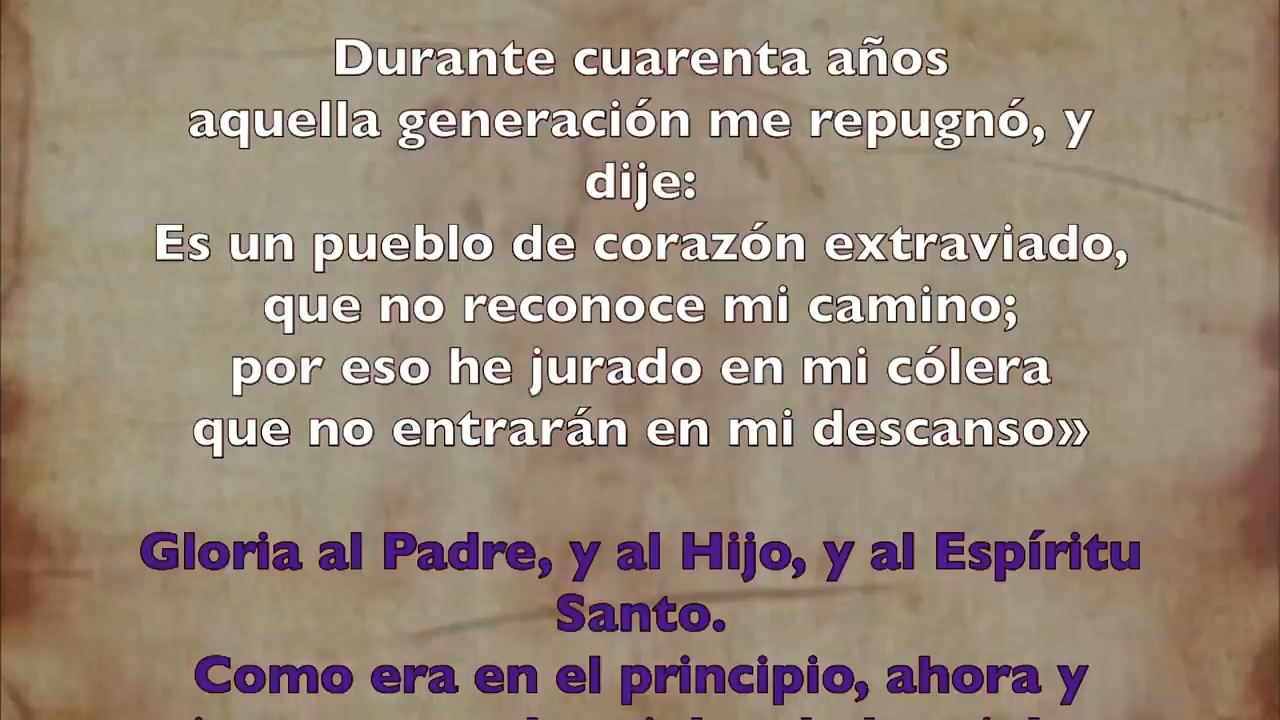 Durante cuarenta años
aquella generación me repugnó, y
dije:
Es un pueblo de corazón extraviado,
que no reconoce mi camino;
por eso he jurado en mi cólera
que no entrarán en mi descanso»
Gloria al Padre, y al Hijo, y al Espíritu
Santo.
Como era en el principio, ahora y